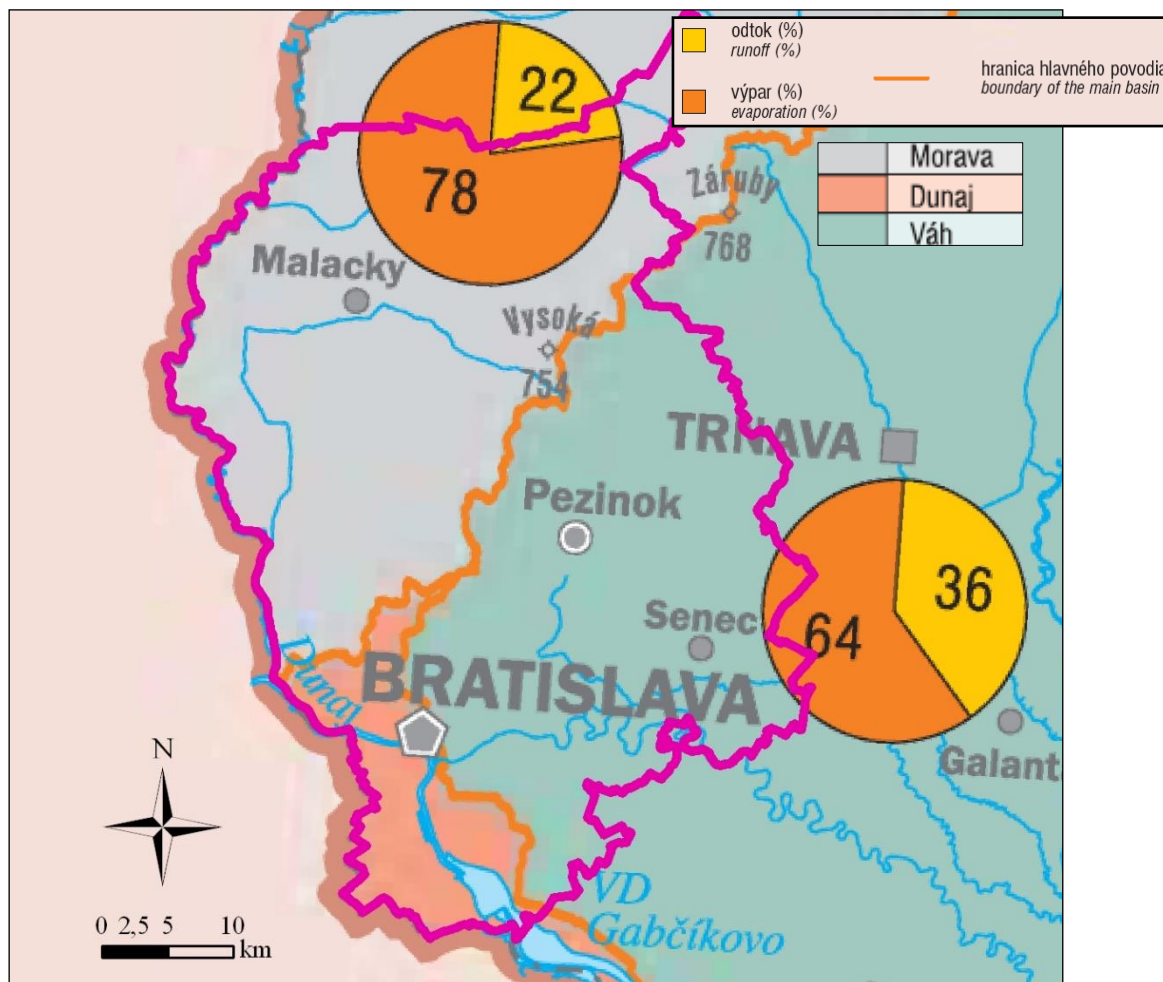 odtok (%)
runoff (%)
výpar (%)
evaporation (%)
hranica hlavného povodia
boundary of the main basin
Morava
Dunaj
Váh
22
78
Záruby
768
Malacky
Vysoká
754
TRNAVA
Pezinok
36
64
Senec
Dunaj
BRATISLAVA
Galant
N
VD
Gabčíkovo
0 2,5 5 10
km